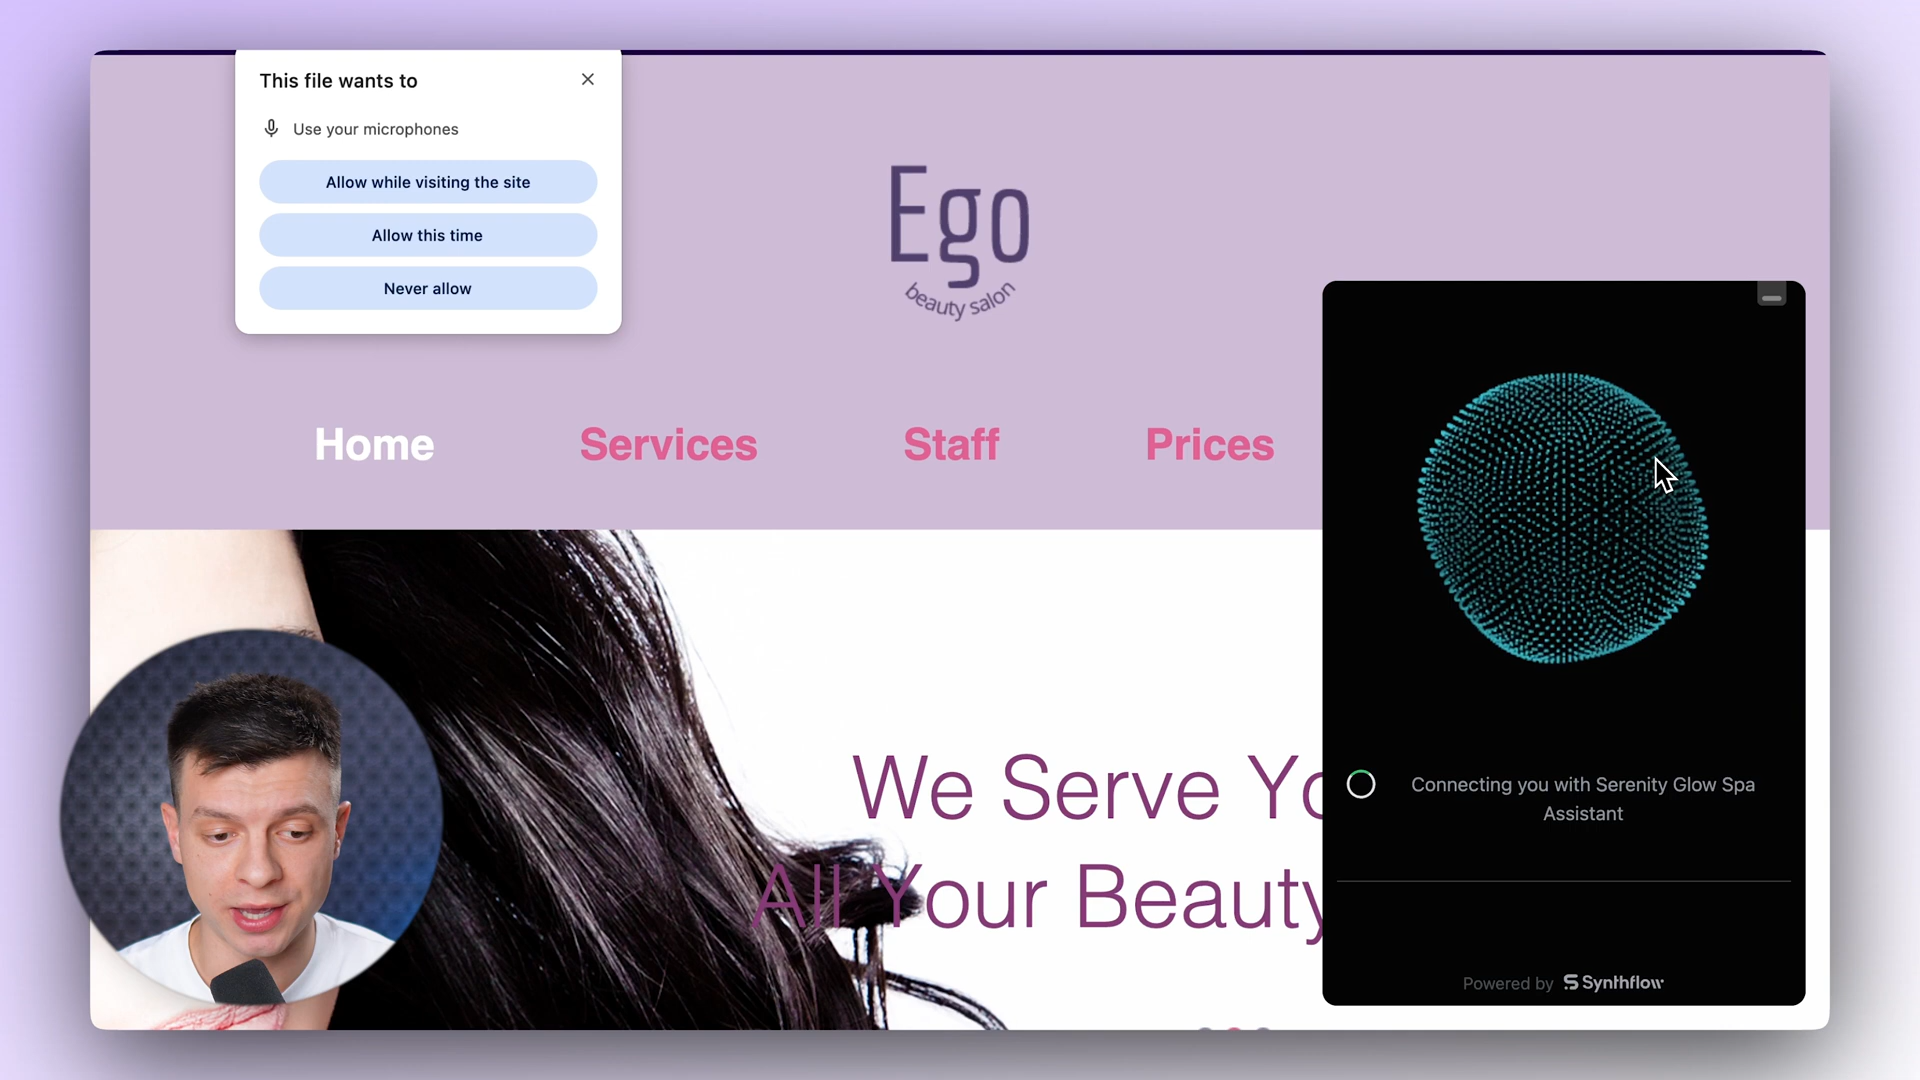 This file wants to
Use your microphones
Allow while visiting the site
Allow this time
Never allow
Ego
beauty salon
Home
Services
Staff
Prices
We Serve Yo
All Your Beauty
Connecting you with Serenity Glow Spa
Assistant
Powered by Synthflow